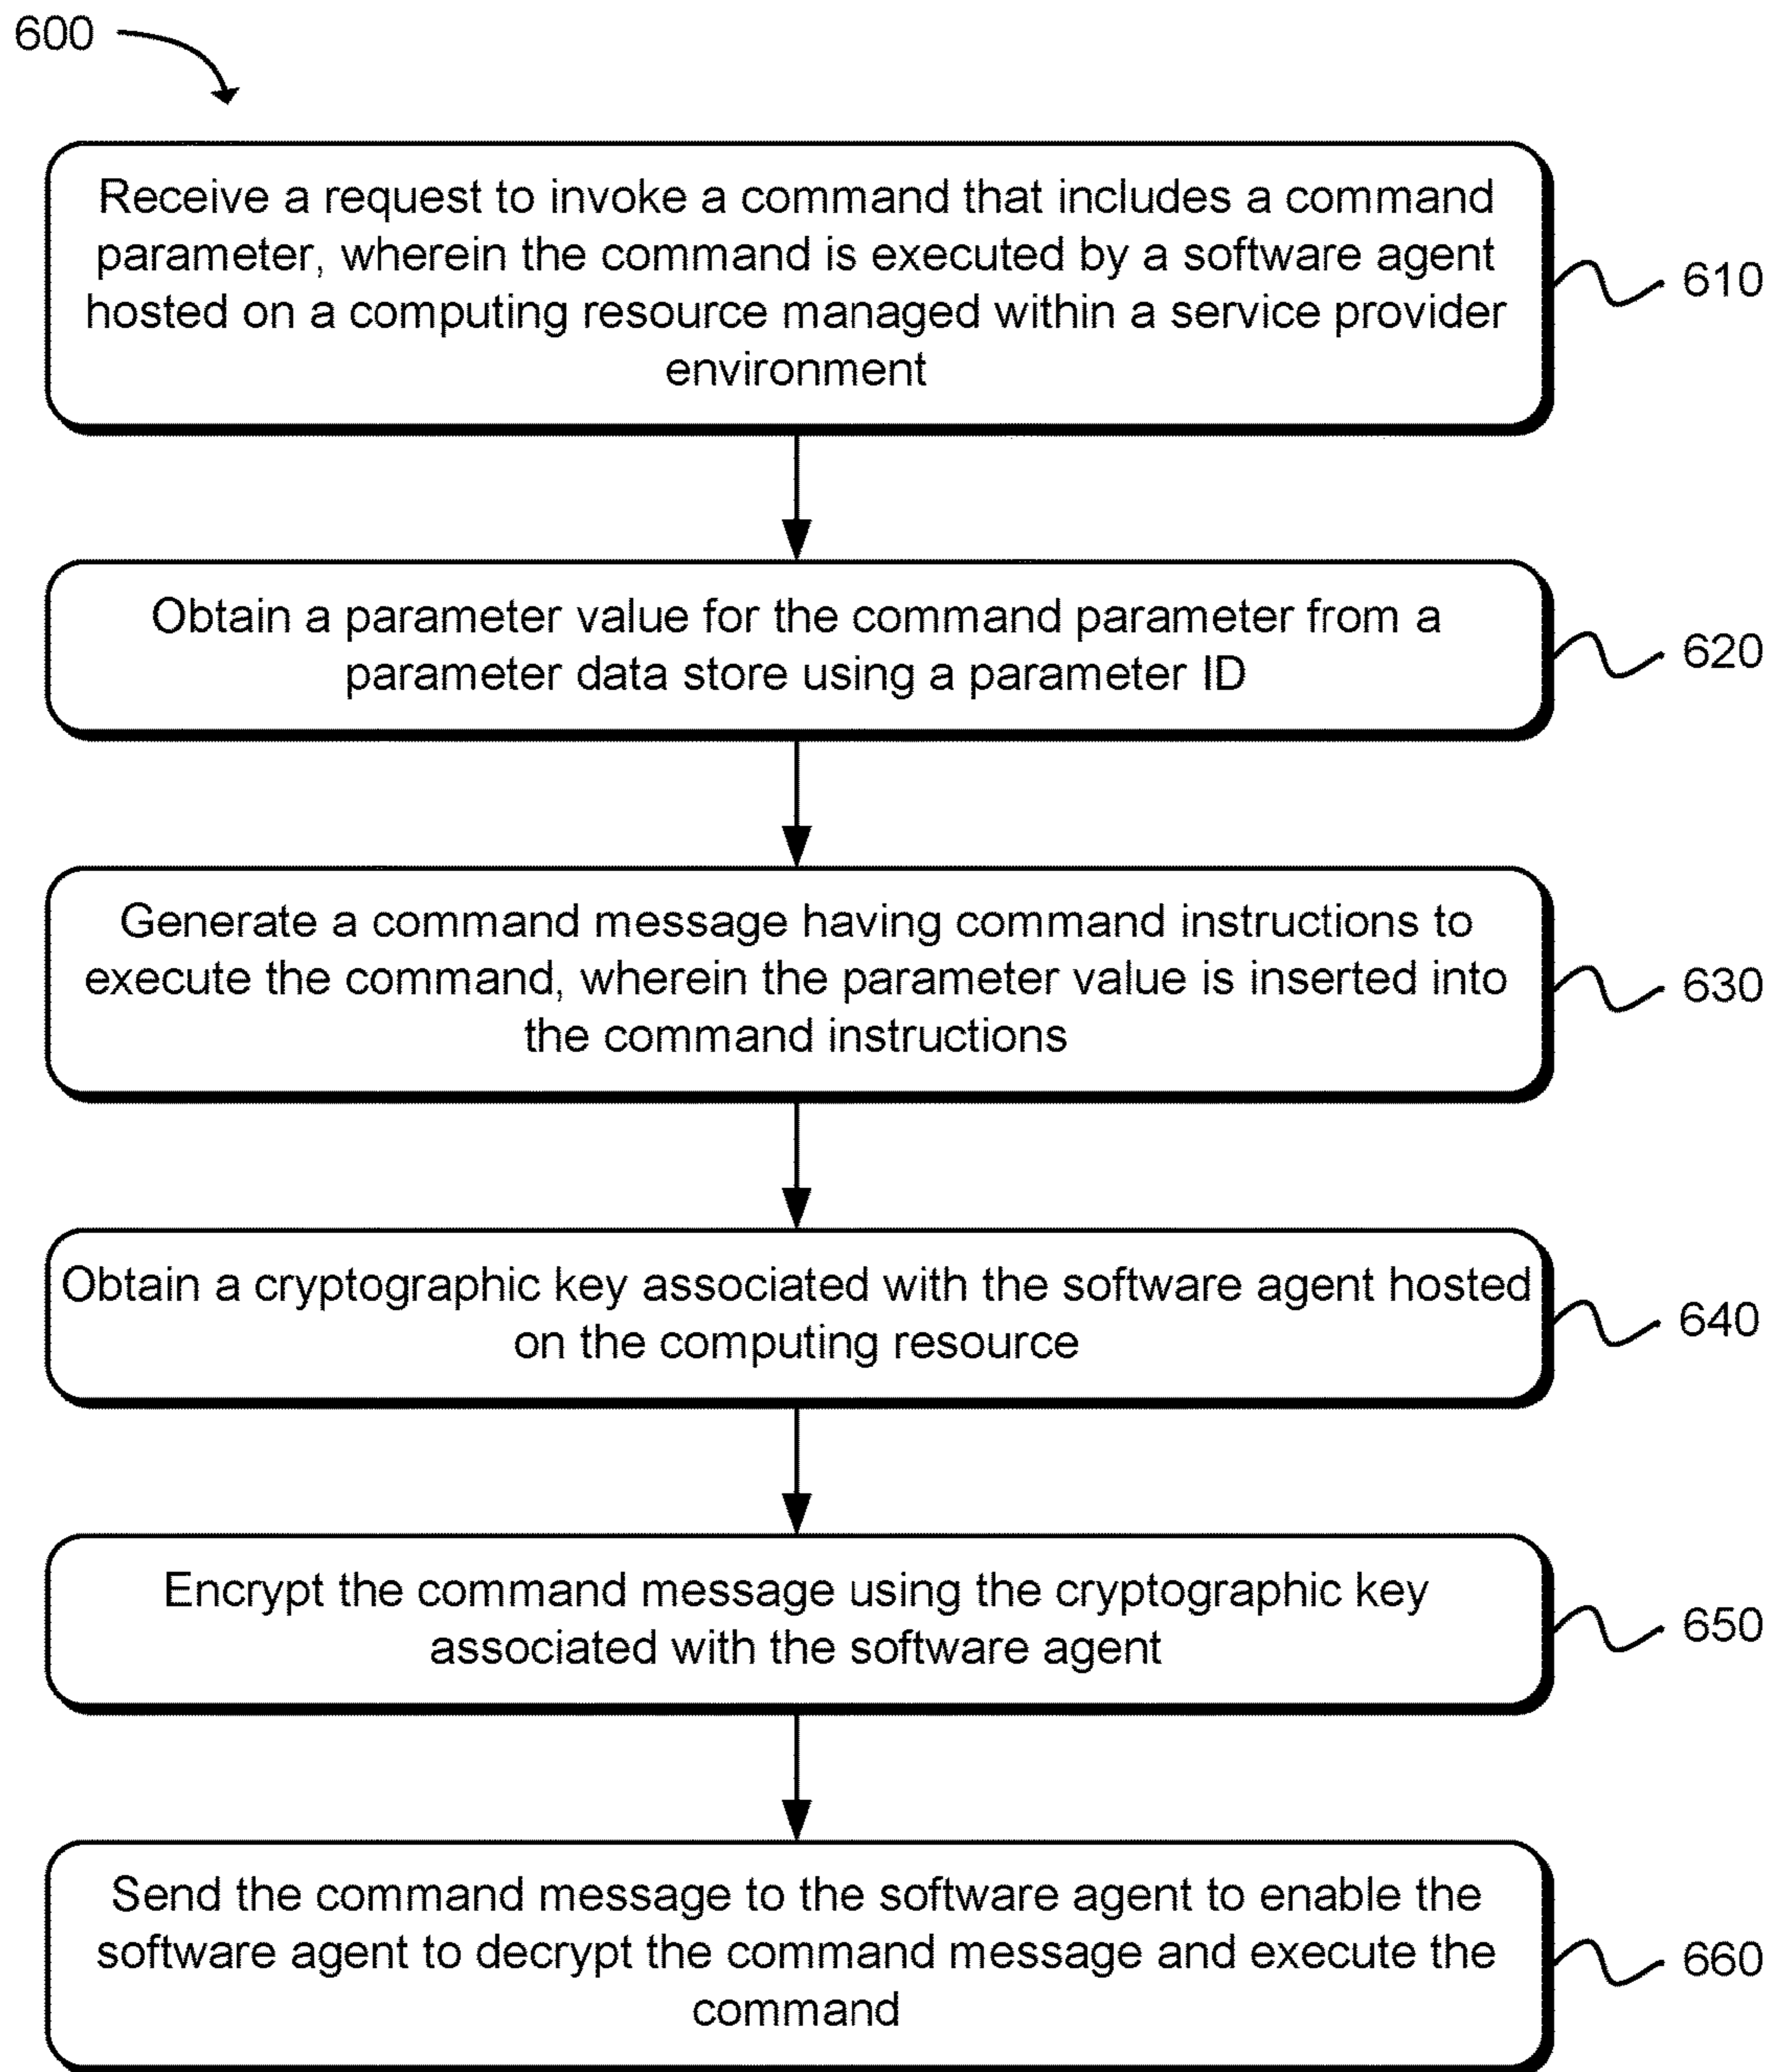 600
Receive a request to invoke a command that includes a command
parameter, wherein the command is executed by a software agent
hosted on a computing resource managed within a service provider
environment
610
Obtain a parameter value for the command parameter from a
parameter data store using a parameter ID
620
Generate a command message having command instructions to
execute the command, wherein the parameter value is inserted into
the command instructions
630
Obtain a cryptographic key associated with the software agent hosted
on the computing resource
640
Encrypt the command message using the cryptographic key
associated with the software agent
650
Send the command message to the software agent to enable the
software agent to decrypt the command message and execute the
command
660